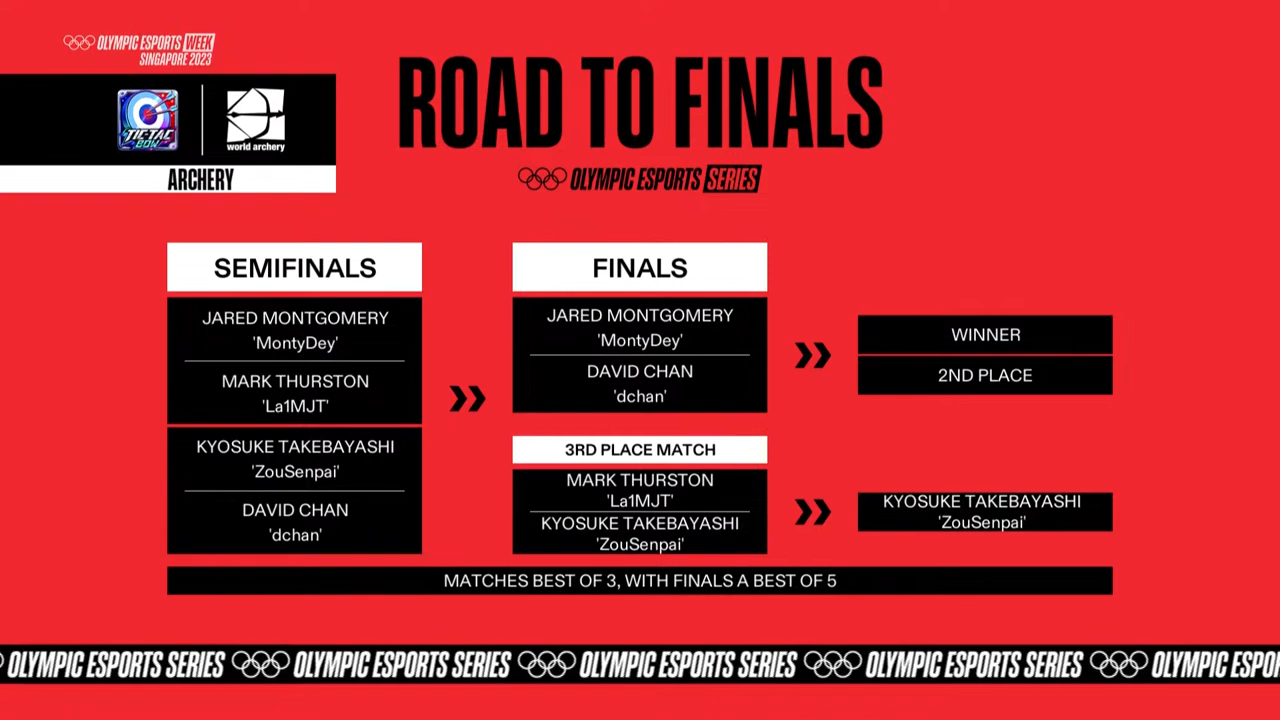 OLYMPIC ESPORTS WEEK
SINGAPORE 2023
TIC-TAC
BOW
world archery
ARCHERY
ROAD TO FINALS
OLYMPIC ESPORTS SERIES
SEMIFINALS
JARED MONTGOMERY
'MontyDey'
MARK THURSTON
'La1MJT'
KYOSUKE TAKEBAYASHI
'ZouSenpai'
DAVID CHAN
'dchan'
FINALS
JARED MONTGOMERY
'MontyDey'
DAVID CHAN
'dchan'
3RD PLACE MATCH
MARK THURSTON
'La1MJT'
KYOSUKE TAKEBAYASHI
'ZouSenpai'
WINNER
2ND PLACE
KYOSUKE TAKEBAYASHI
'ZouSenpai'
MATCHES BEST OF 3, WITH FINALS A BEST OF 5
OLYMPIC ESPORTS SERIES OLYMPIC ESPORTS SERIES OLYMPIC ESPORTS SERIES OLYMPIC ESPORTS SERIES OLYMPIC ESPO